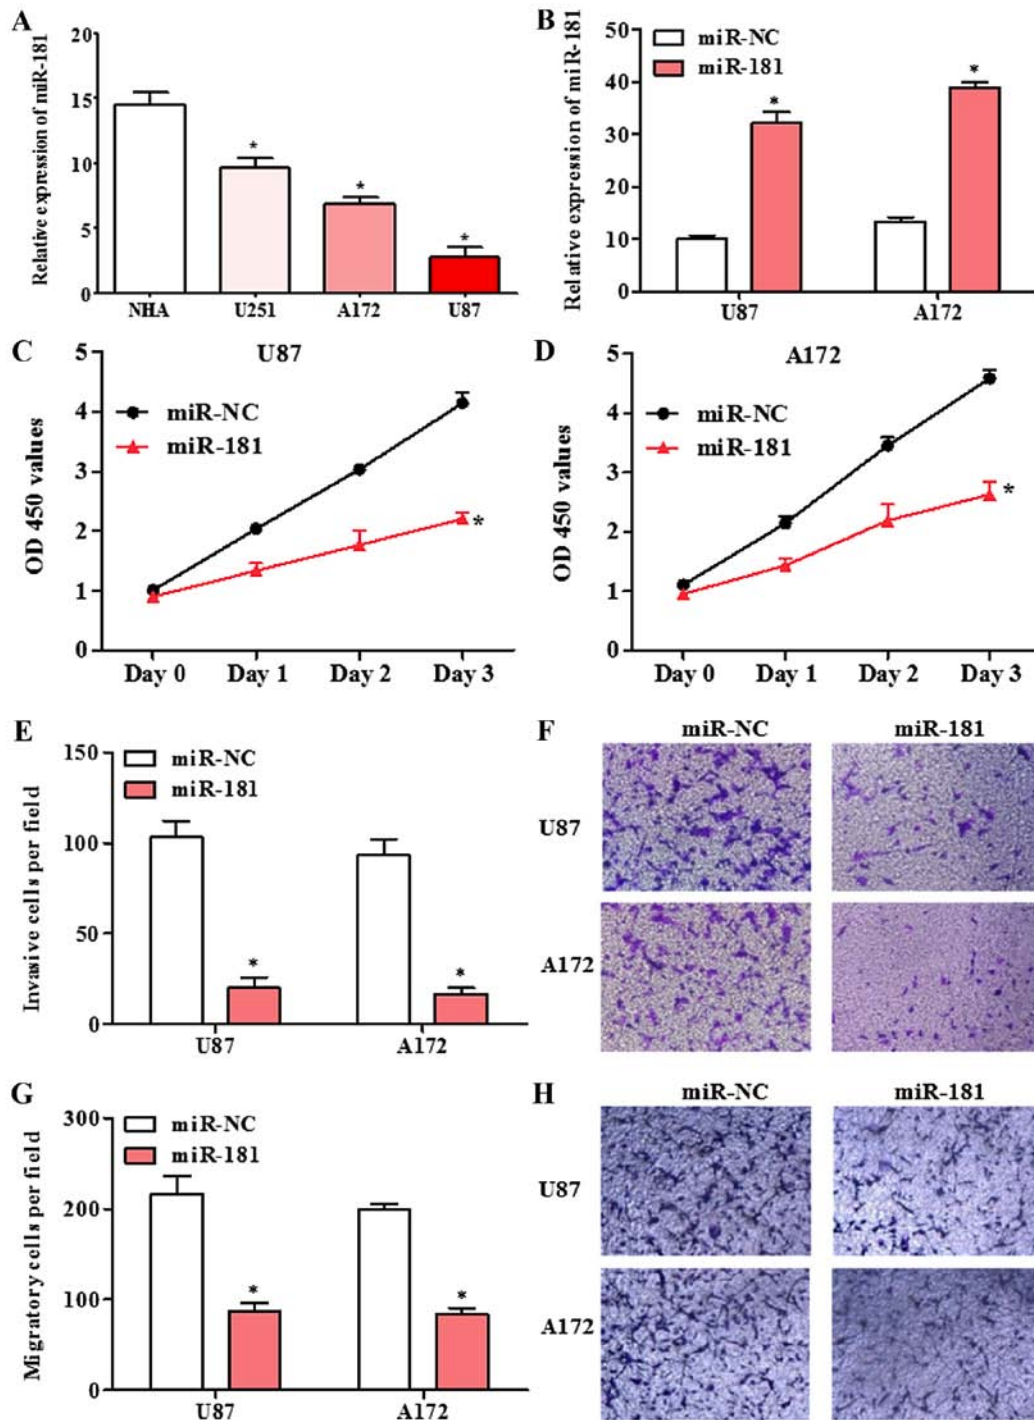 A
Relative expression of miR-181
20
15
10
5
0
*
*
*
NHA U251 A172 U87
B
Relative expression of miR-181
50
40
30
20
10
0
miR-NC
miR-181
*
*
U87 A172
C
U87
OD 450 values
5
4
3
2
1
0
miR-NC
miR-181
*
Day 0 Day 1 Day 2 Day 3
D
A172
OD 450 values
5
4
3
2
1
0
miR-NC
miR-181
*
Day 0 Day 1 Day 2 Day 3
E
Invasive cells per field
150
100
50
0
miR-NC
miR-181
*
*
U87 A172
F
miR-NC miR-181
U87
A172
G
Migratory cells per field
300
200
100
0
miR-NC
miR-181
*
*
U87 A172
H
miR-NC miR-181
U87
A172